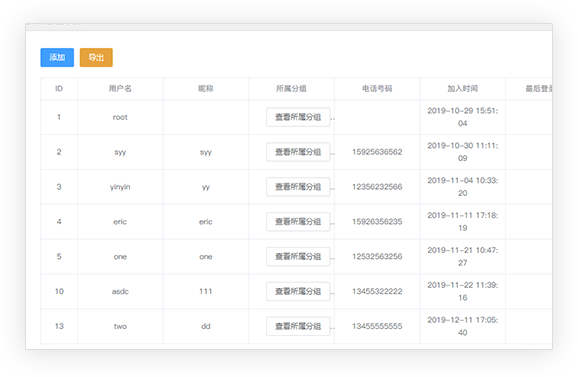 添加 导出
ID 用户名 昵称 所属分组 电话号码 加入时间 最后登录
1 root 查看所属分组 .. 2019-10-29 15:51:
04
2 syy syy 查看所属分组 .. 15925636562 2019-10-30 11:11:
09
3 yinyin yy 查看所属分组 .. 12356232566 2019-11-04 10:33:
20
4 eric eric 查看所属分组 .. 15926356235 2019-11-11 17:18:
19
5 one one 查看所属分组 .. 12532563256 2019-11-21 10:47:
27
10 asdc 111 查看所属分组 .. 13455322222 2019-11-22 11:39:
16
13 two dd 查看所属分组 .. 13455555555 2019-12-11 17:05:
40